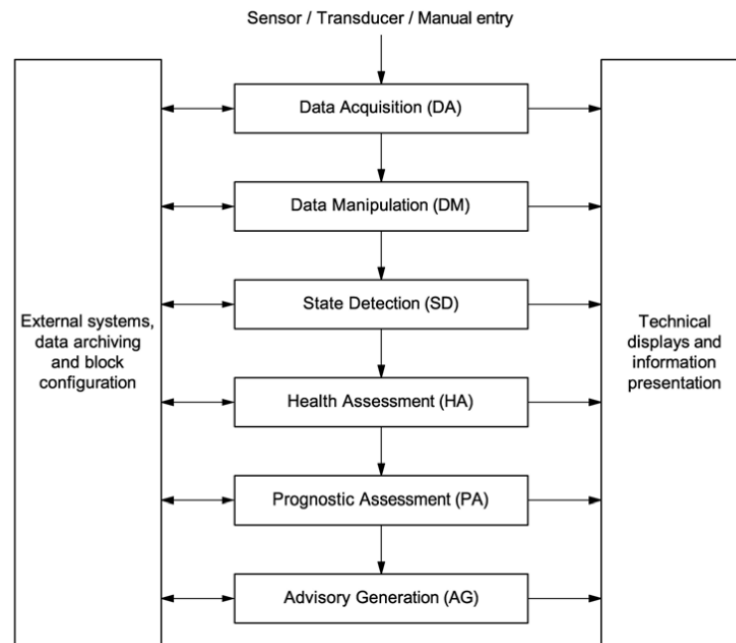 Sensor / Transducer / Manual entry
Data Acquisition (DA)
Data Manipulation (DM)
State Detection (SD)
External systems,
data archiving
and block
configuration
Technical
displays and
information
presentation
Health Assessment (HA)
Prognostic Assessment (PA)
Advisory Generation (AG)